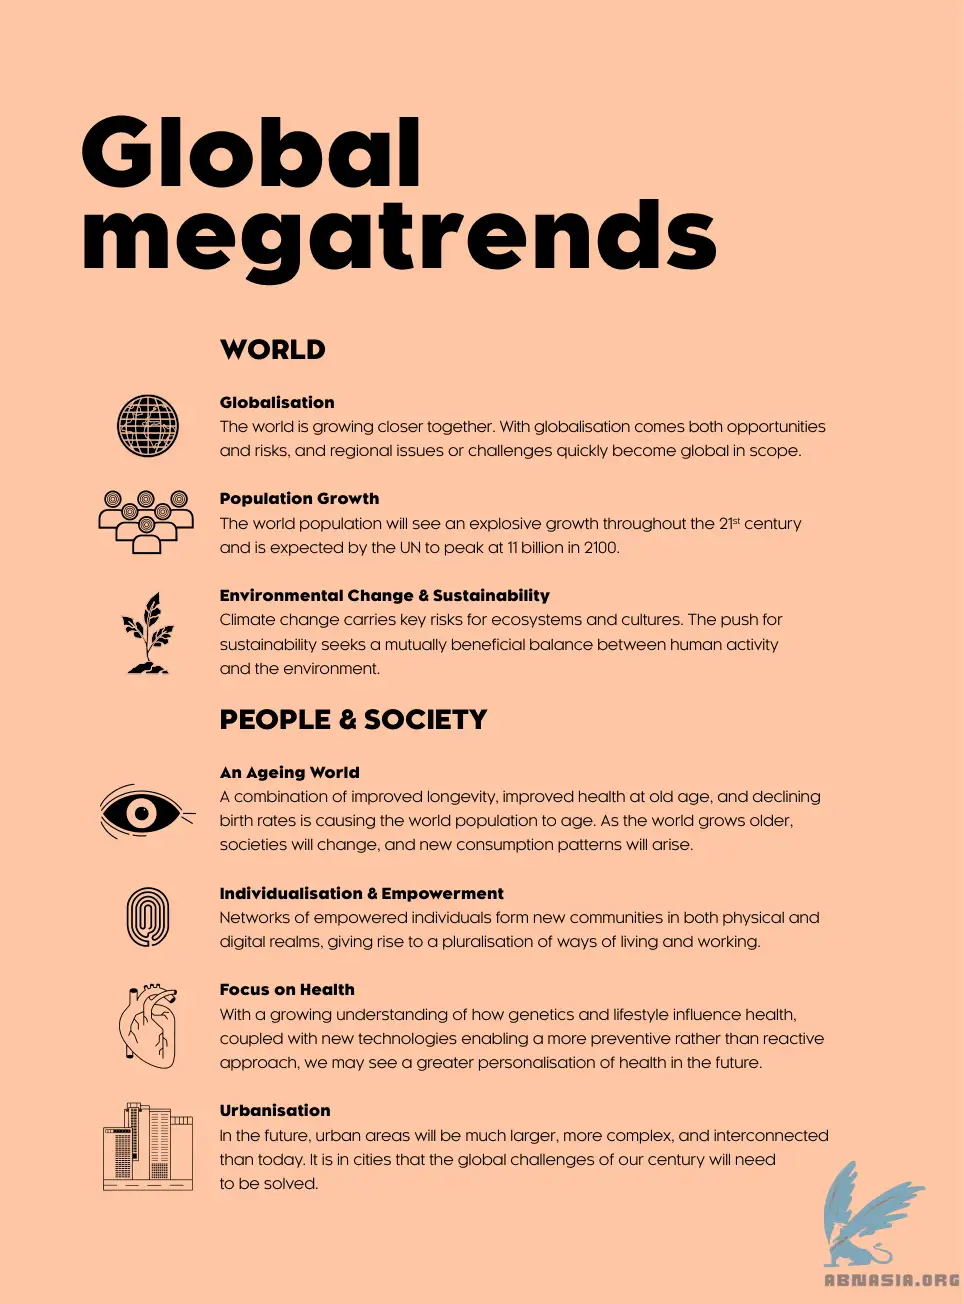 Global
megatrends
WORLD
Globalisation
The world is growing closer together. With globalisation comes both opportunities
and risks, and regional issues or challenges quickly become global in scope.
Population Growth
The world population will see an explosive growth throughout the 21st century
and is expected by the UN to peak at 11 billion in 2100.
Environmental Change & Sustainability
Climate change carries key risks for ecosystems and cultures. The push for
sustainability seeks a mutually beneficial balance between human activity
and the environment.
PEOPLE & SOCIETY
An Ageing World
A combination of improved longevity, improved health at old age, and declining
birth rates is causing the world population to age. As the world grows older,
societies will change, and new consumption patterns will arise.
Individualisation & Empowerment
Networks of empowered individuals form new communities in both physical and
digital realms, giving rise to a pluralisation of ways of living and working.
Focus on Health
With a growing understanding of how genetics and lifestyle influence health,
coupled with new technologies enabling a more preventive rather than reactive
approach, we may see a greater personalisation of health in the future.
Urbanisation
In the future, urban areas will be much larger, more complex, and interconnected
than today. It is in cities that the global challenges of our century will need
to be solved.
ABNASIA.ORG